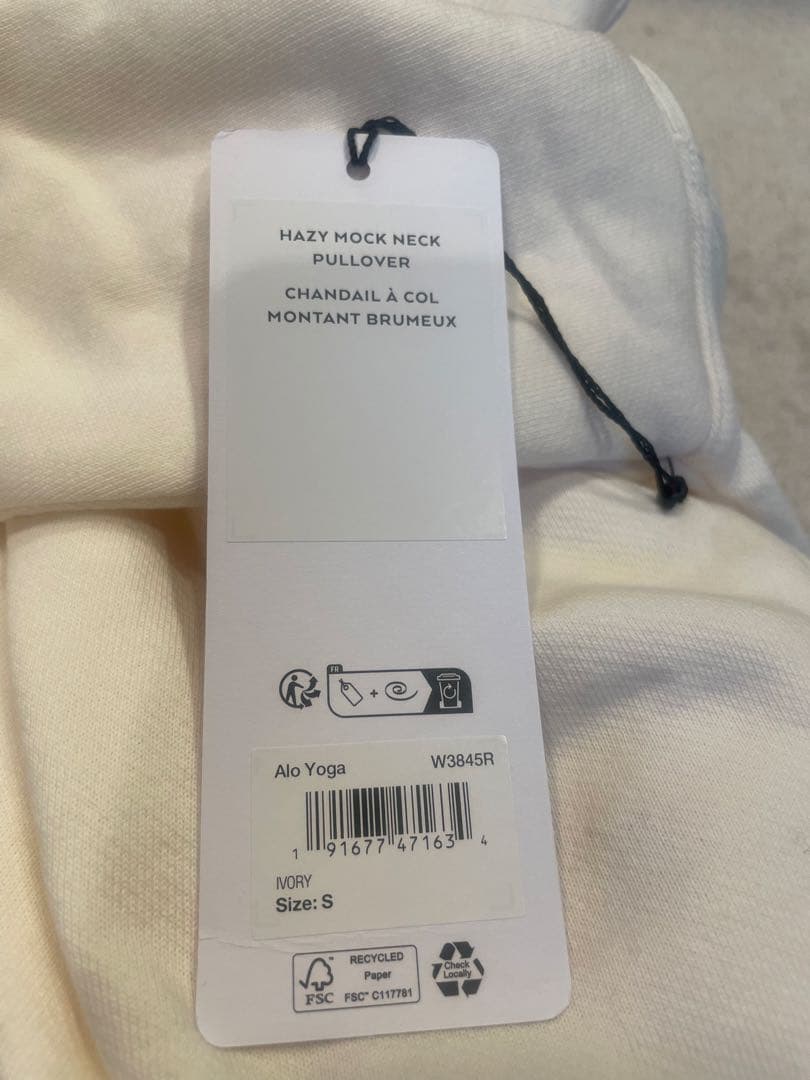 HAZY MOCK NECK
PULLOVER
CHANDAIL À COL
MONTANT BRUMEUX
FR
+
Alo Yoga W3845R
1 91677 47163 4
IVORY
Size: S
FSC™
RECYCLED
Paper
FSC™ C117781
Check
Locally